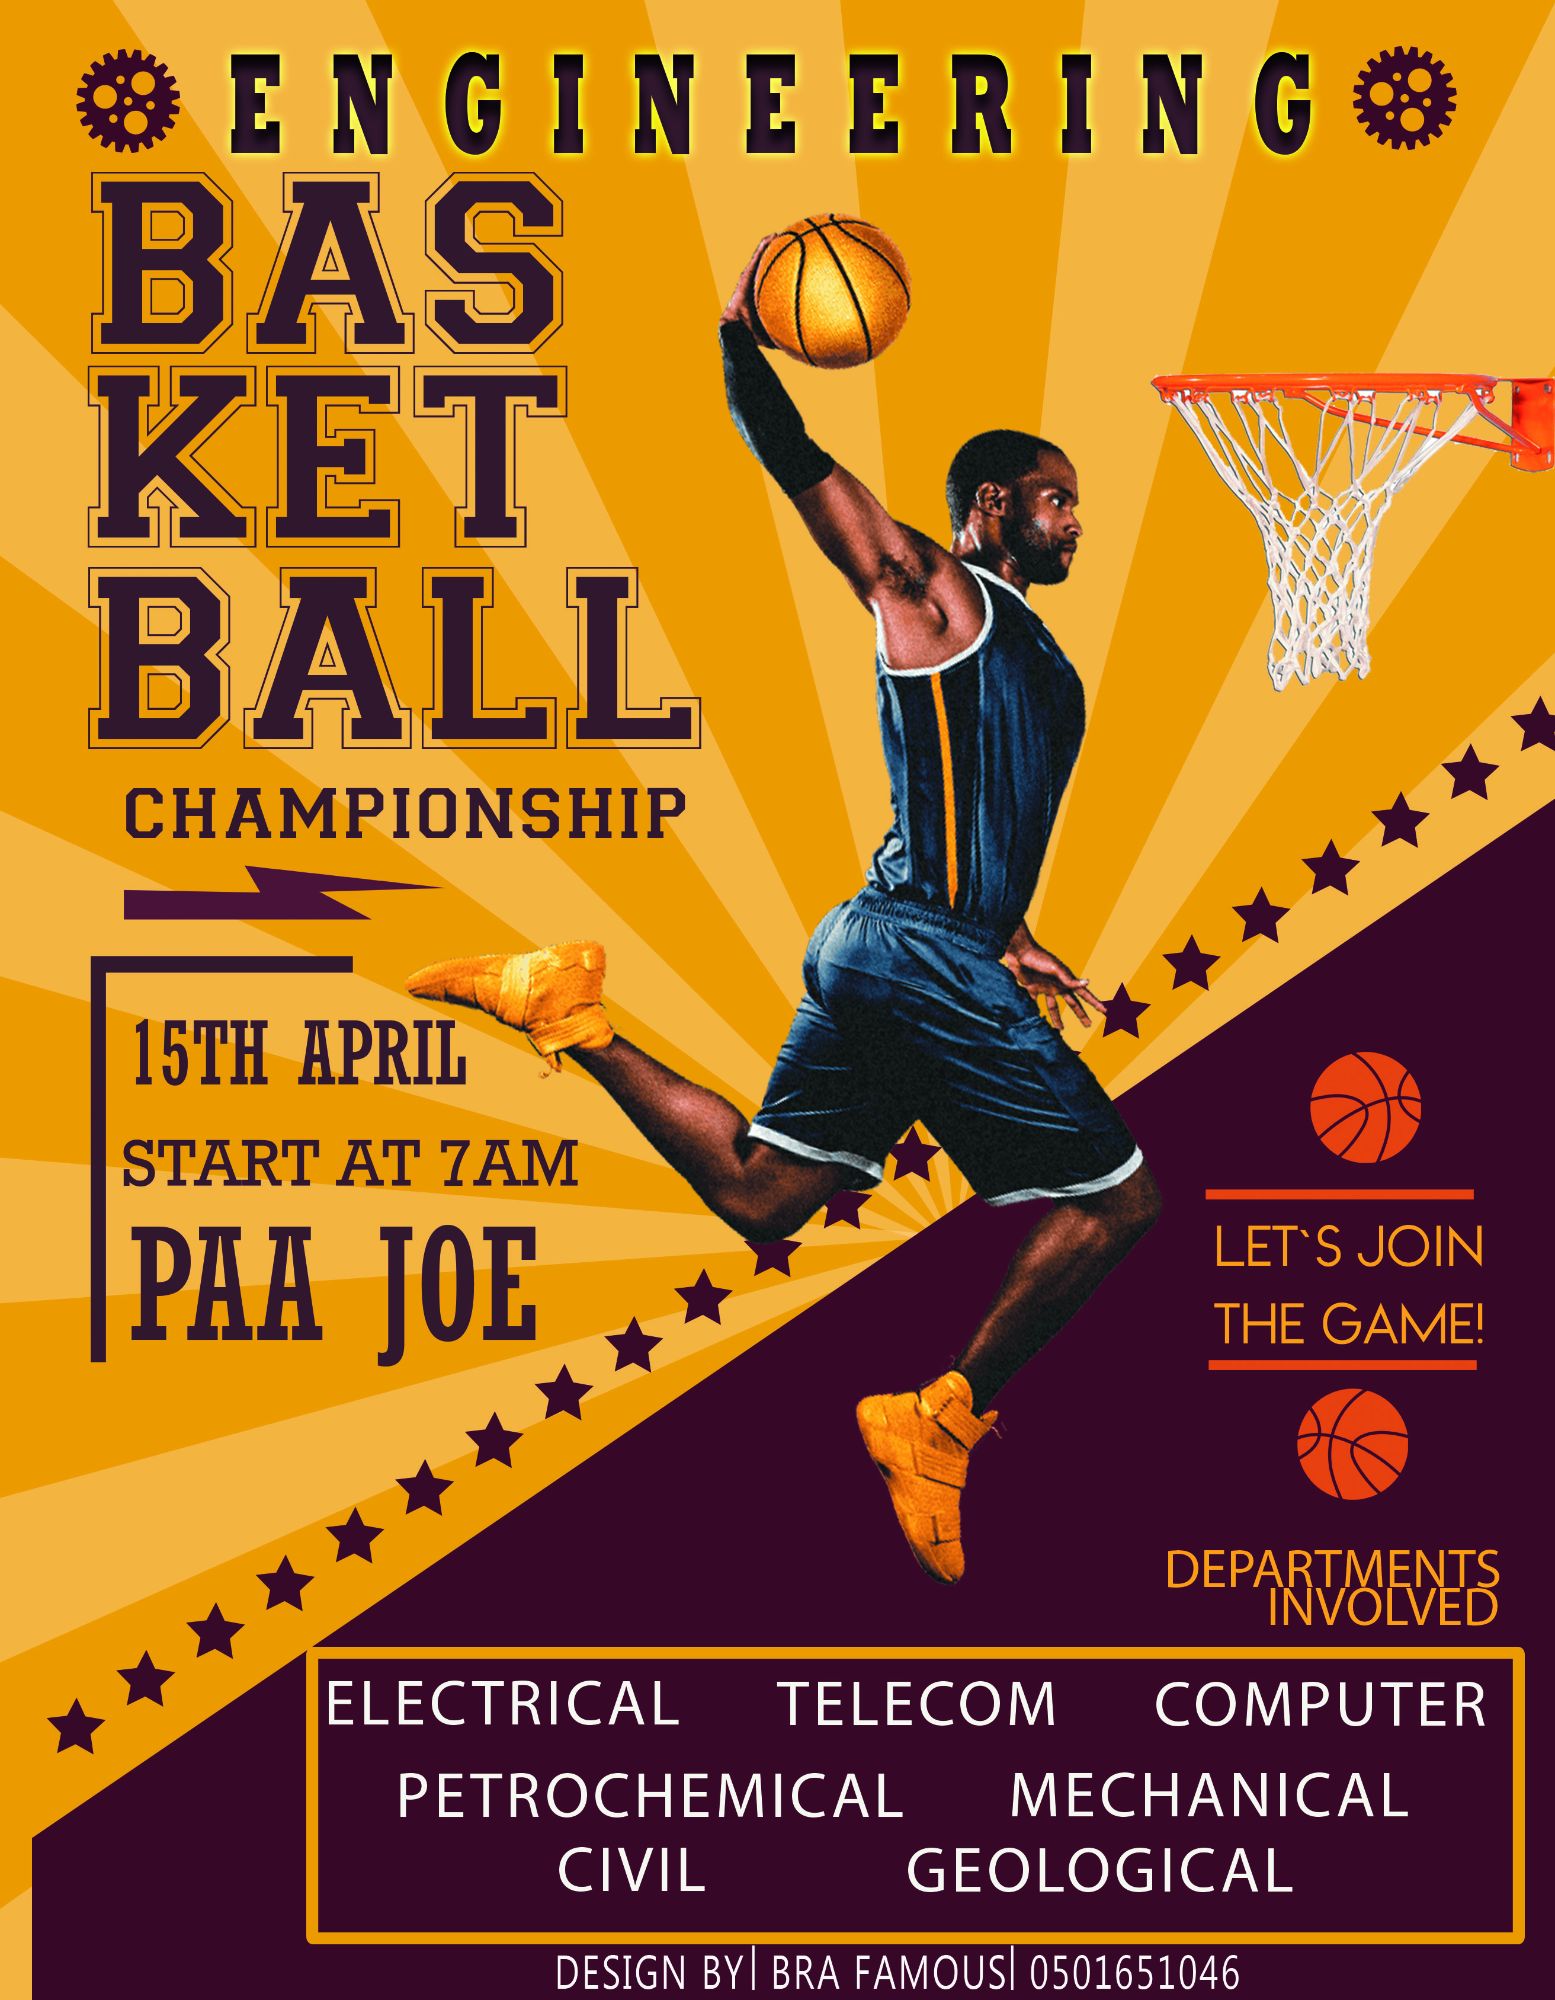 ENGINEERING
BAS
KET
BALL
CHAMPIONSHIP
15TH APRIL
START AT 7AM
PAA JOE
LET`S JOIN
THE GAME!
DEPARTMENTS
INVOLVED
ELECTRICAL TELECOM COMPUTER
PETROCHEMICAL MECHANICAL
CIVIL GEOLOGICAL
DESIGN BY| BRA FAMOUS| 0501651046